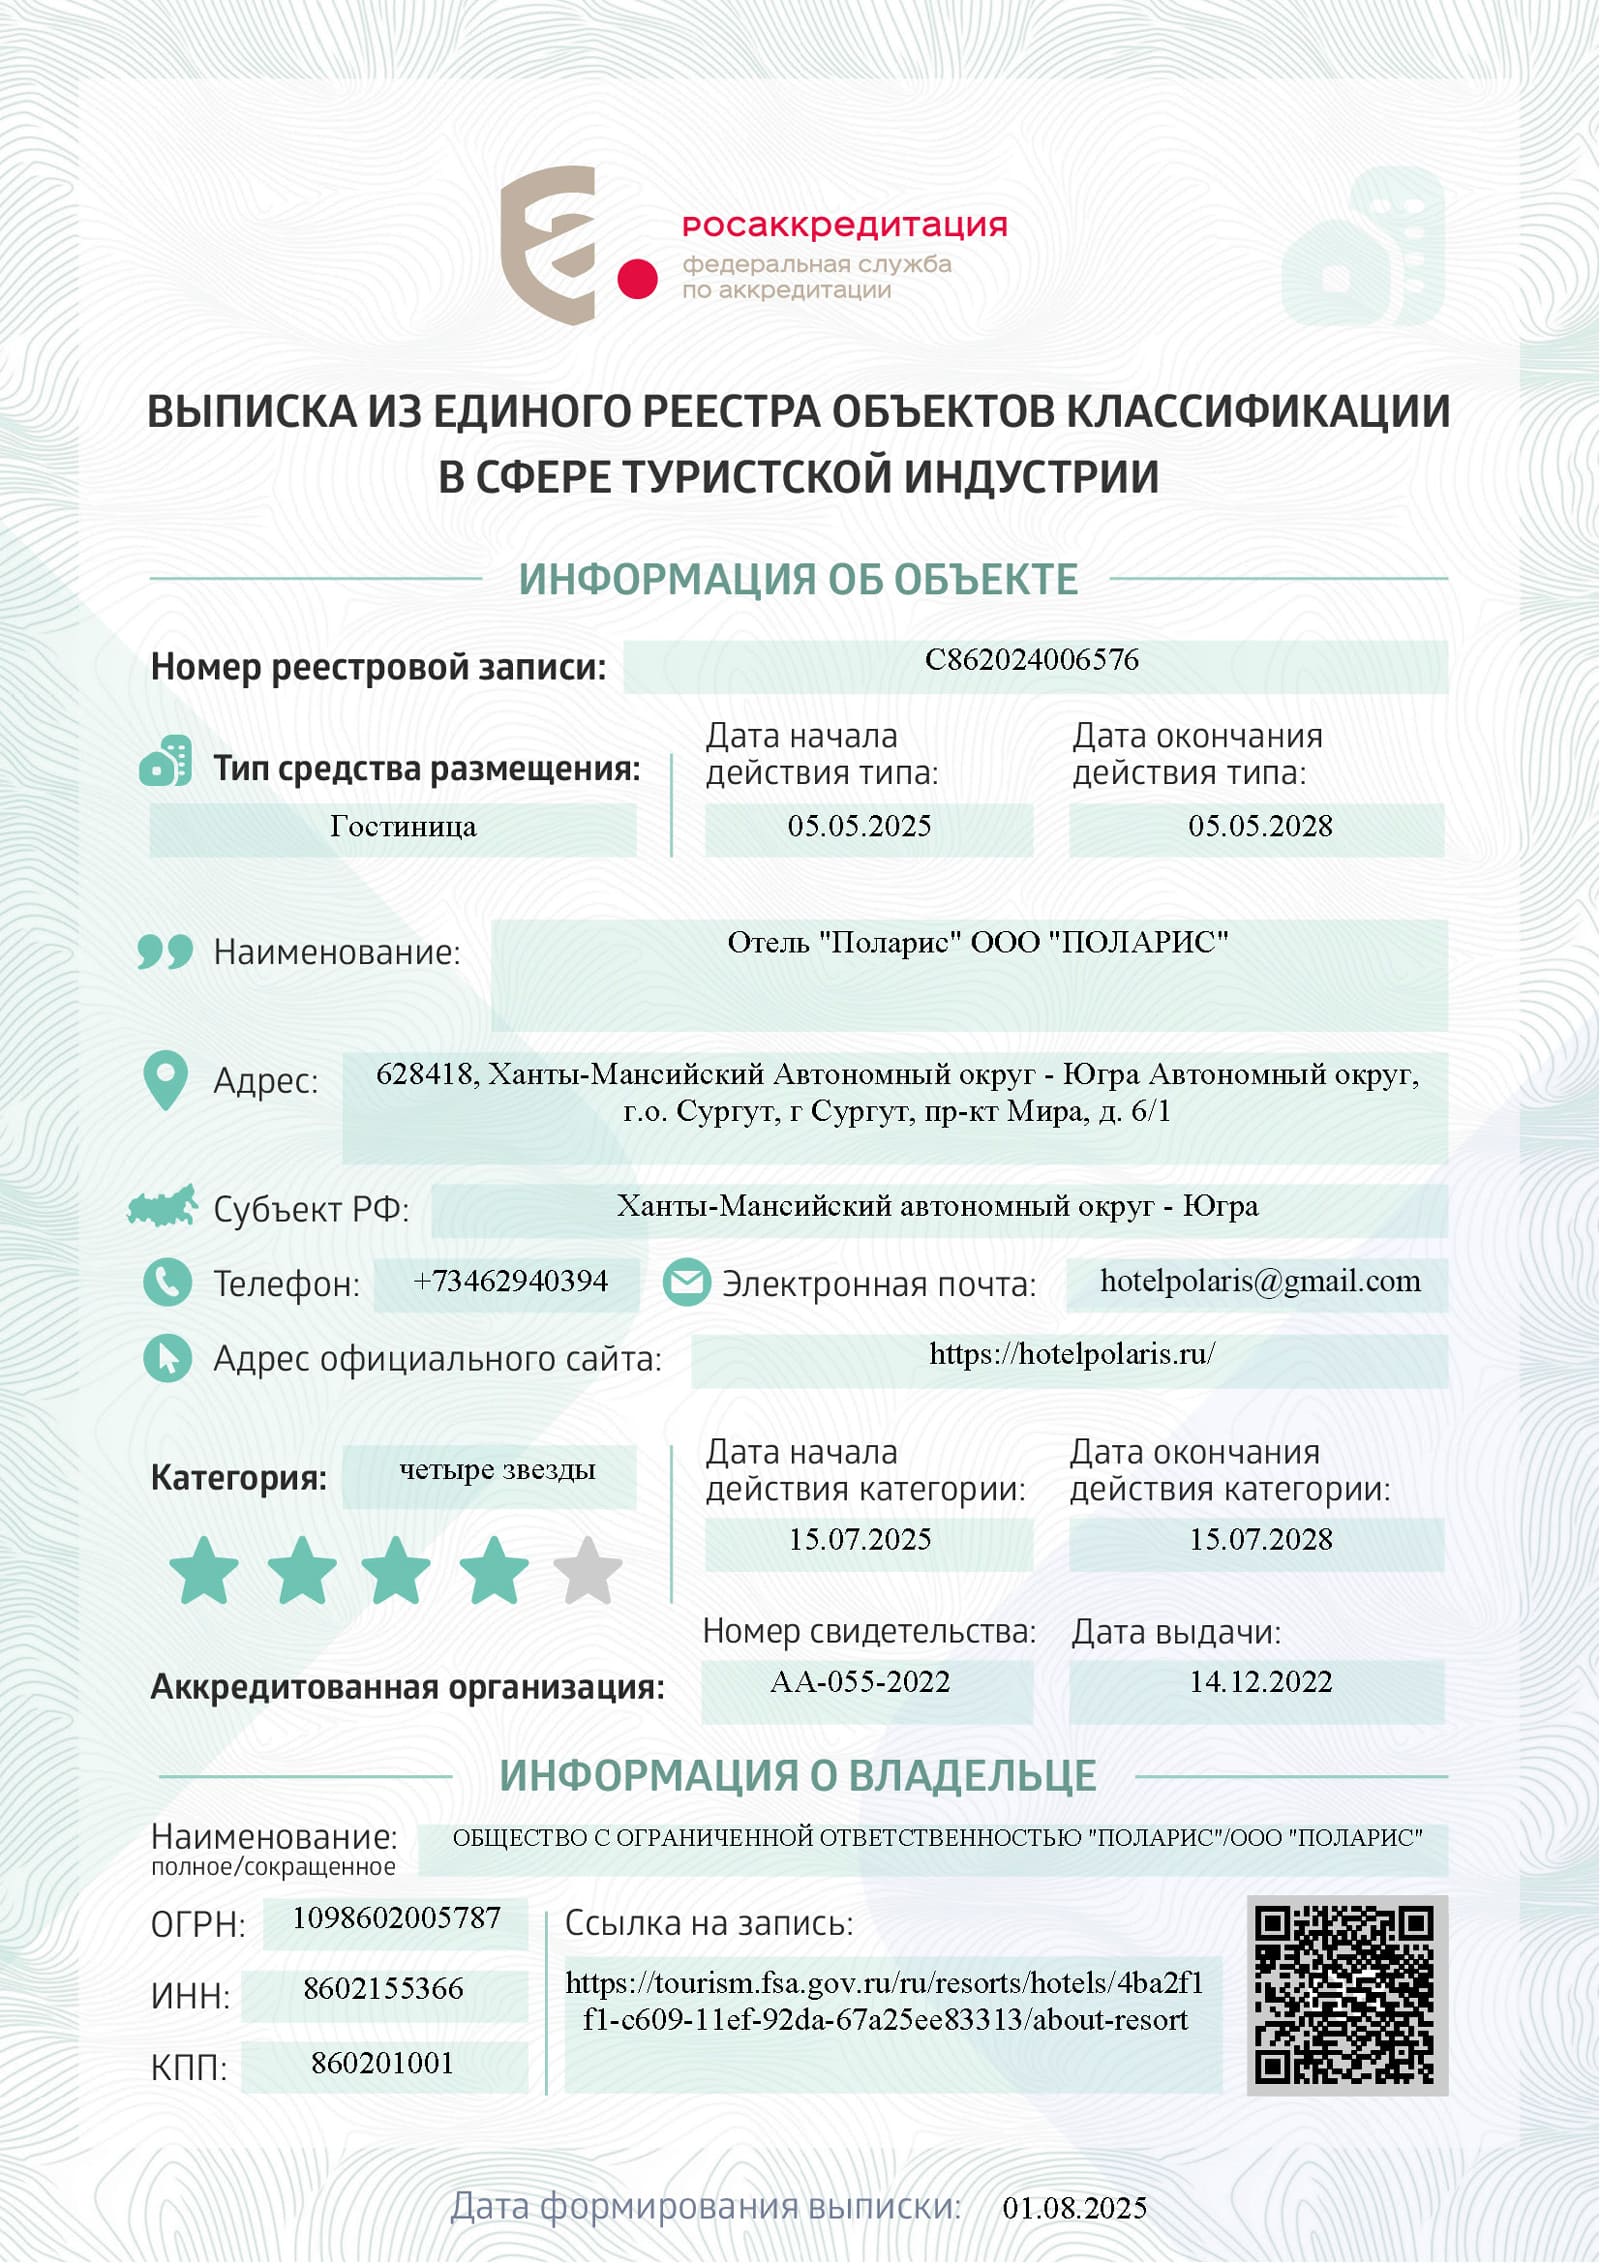 росаккредитация
федеральная служба
по аккредитации
ВЫПИСКА ИЗ ЕДИНОГО РЕЕСТРА ОБЪЕКТОВ КЛАССИФИКАЦИИ
В СФЕРЕ ТУРИСТСКОЙ ИНДУСТРИИ
ИНФОРМАЦИЯ ОБ ОБЪЕКТЕ
Номер реестровой записи: С862024006576
Тип средства размещения:
Гостиница
Дата начала
действия типа:
05.05.2025
Дата окончания
действия типа:
05.05.2028
Наименование: Отель "Поларис" ООО "ПОЛАРИС"
Адрес: 628418, Ханты-Мансийский Автономный округ - Югра Автономный округ,
г.о. Сургут, г Сургут, пр-кт Мира, д. 6/1
Субъект РФ: Ханты-Мансийский автономный округ - Югра
Телефон: +73462940394 Электронная почта: hotelpolaris@gmail.com
Адрес официального сайта: https://hotelpolaris.ru/
Категория: четыре звезды
Дата начала
действия категории:
15.07.2025
Дата окончания
действия категории:
15.07.2028
Аккредитованная организация:
Номер свидетельства:
АА-055-2022
Дата выдачи:
14.12.2022
ИНФОРМАЦИЯ О ВЛАДЕЛЬЦЕ
Наименование: ОБЩЕСТВО С ОГРАНИЧЕННОЙ ОТВЕТСТВЕННОСТЬЮ "ПОЛАРИС"/ООО "ПОЛАРИС"
полное/сокращенное
ОГРН: 1098602005787
ИНН: 8602155366
КПП: 860201001
Ссылка на запись:
https://tourism.fsa.gov.ru/ru/resorts/hotels/4ba2f1
f1-c609-11ef-92da-67a25ee83313/about-resort
Дата формирования выписки: 01.08.2025